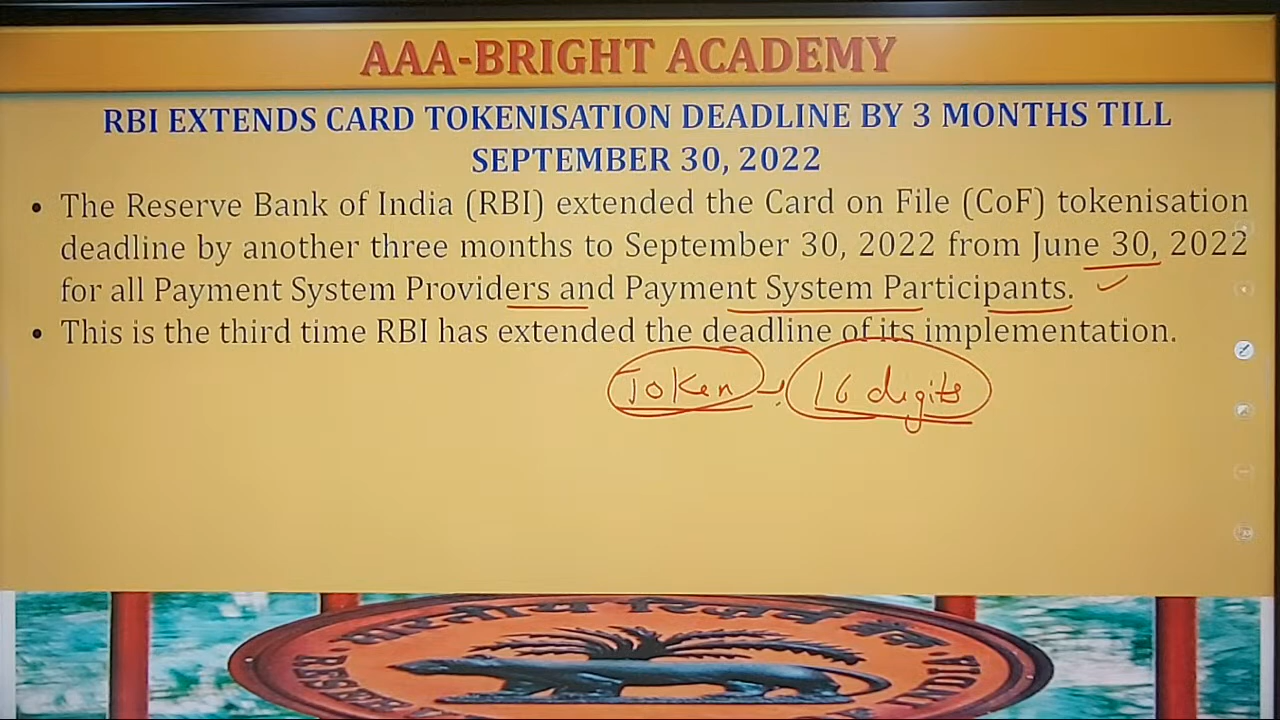 AAA-BRIGHT ACADEMY
RBI EXTENDS CARD TOKENISATION DEADLINE BY 3 MONTHS TILL
SEPTEMBER 30, 2022
• The Reserve Bank of India (RBI) extended the Card on File (CoF) tokenisation
deadline by another three months to September 30, 2022 from June 30, 2022
for all Payment System Providers and Payment System Participants.
• This is the third time RBI has extended the deadline of its implementation.
Token → 16 digits
भारतीय रिज़र्व बैंक
RESERVE INDIA